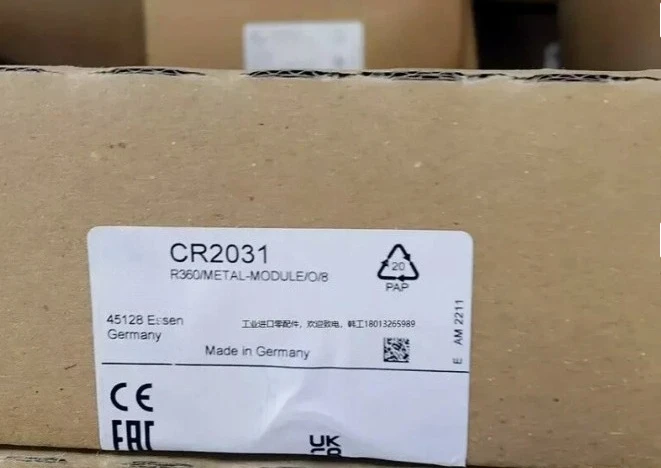 CR2031
R360/METAL-MODULE/O/8
20
PAP
45128 Essen
Germany
工业进口零配件，欢迎致电，韩工18013265989
Made in Germany
E AM 2211
CE
EAC
UK
CA